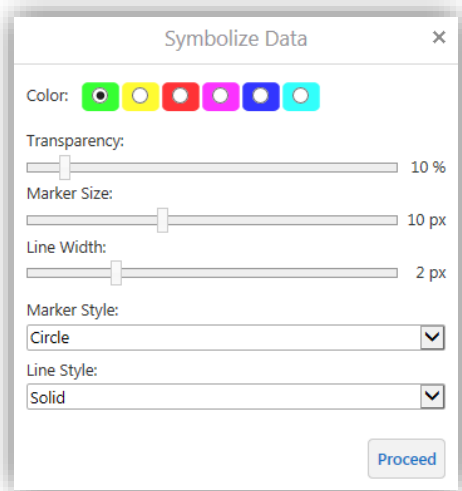 Symbolize Data ×
Color:
Transparency:
10 %
Marker Size:
10 px
Line Width:
2 px
Marker Style:
Circle
Line Style:
Solid
Proceed